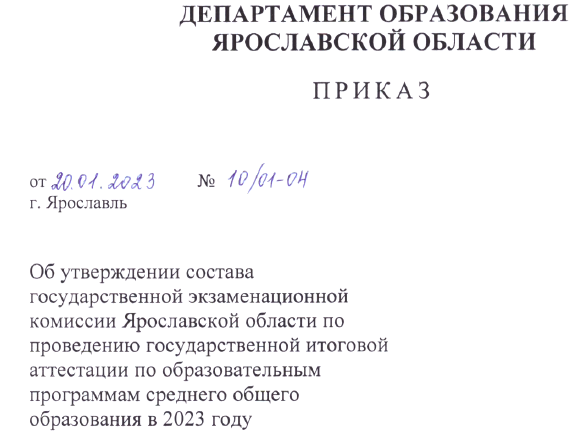 ДЕПАРТАМЕНТ ОБРАЗОВАНИЯ
ЯРОСЛАВСКОЙ ОБЛАСТИ
ПРИКАЗ
от 20.01.2023 № 10/01-04
г. Ярославль
Об утверждении состава
государственной экзаменационной
комиссии Ярославской области по
проведению государственной итоговой
аттестации по образовательным
программам среднего общего
образования в 2023 году